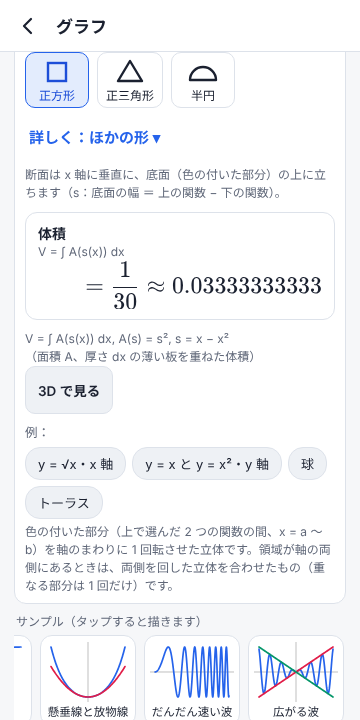 グラフ
正方形
正三角形
半円
詳しく：ほかの形 ▾
断面は x 軸に垂直に、底面（色の付いた部分）の上に立
ちます（s：底面の幅 ＝ 上の関数 − 下の関数）。
体積
V = ∫ A(s(x)) dx
= 1/30 ≈ 0.03333333333
V = ∫ A(s(x)) dx, A(s) = s², s = x − x²
（面積 A、厚さ dx の薄い板を重ねた体積）
3D で見る
例：
y = √x・x 軸
y = x と y = x²・y 軸
球
トーラス
色の付いた部分（上で選んだ 2 つの関数の間、x = a 〜
b）を軸のまわりに 1 回転させた立体です。領域が軸の両
側にあるときは、両側を回した立体を合わせたもの（重
なる部分は 1 回だけ）です。
サンプル（タップすると描きます）
懸垂線と放物線
だんだん速い波
広がる波